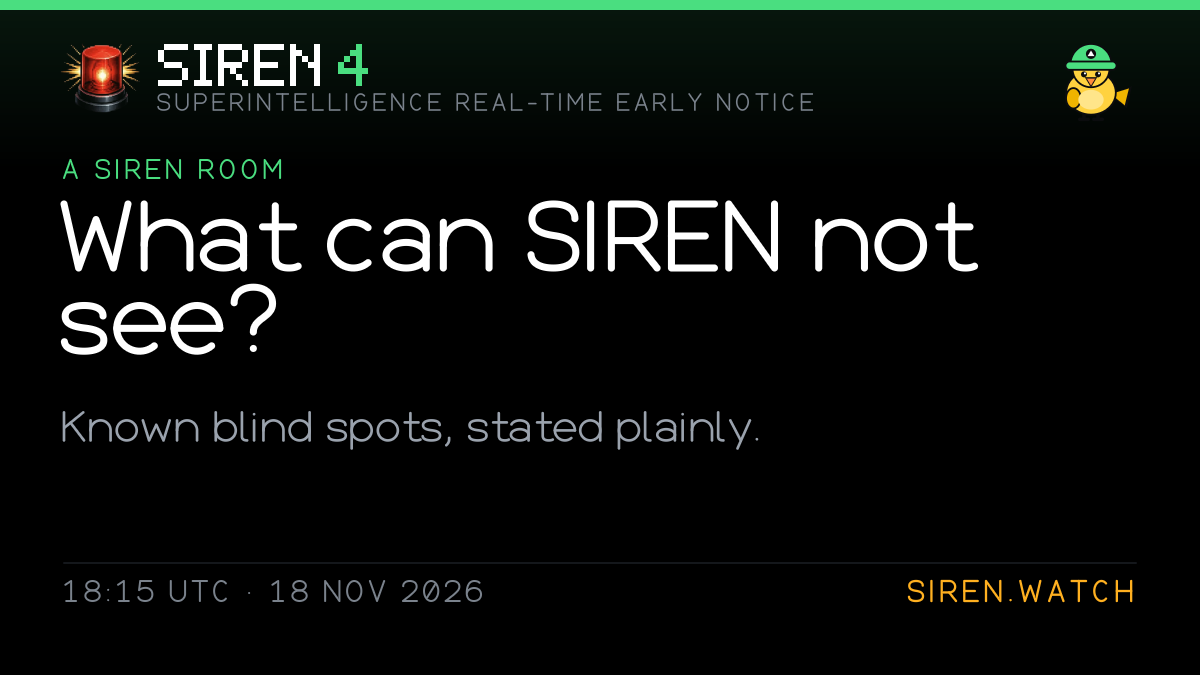 SIREN 4
SUPERINTELLIGENCE REAL-TIME EARLY NOTICE
A SIREN ROOM
What can SIREN not
see?
Known blind spots, stated plainly.
18:15 UTC · 18 NOV 2026
SIREN.WATCH